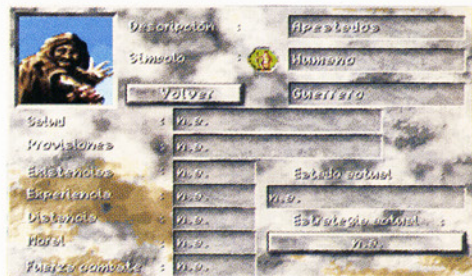 Descripción : Apestados
Símbolo : Humano
Volver Guerrero
Salud : n.e.
Provisiones : n.e.
Existencias : n.e. Estado actual :
Experiencia : n.e. n.e.
Distancia : n.e. Estrategia actual :
Moral : n.e. n.e.
Fuerza combate : n.e.